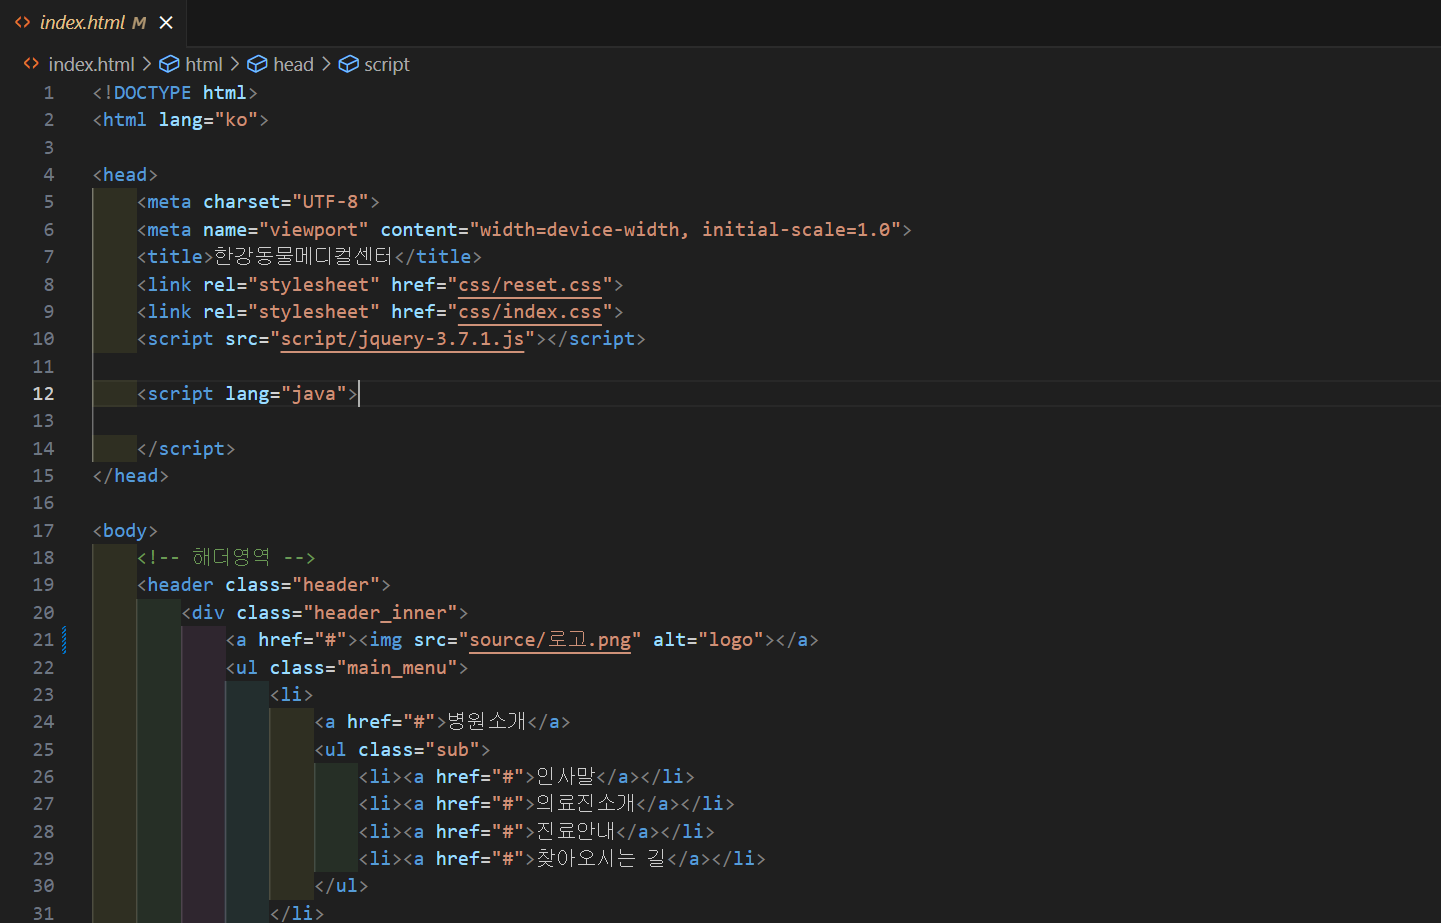 index.html M
index.html > html > head > script
1 <!DOCTYPE html>
2 <html lang="ko">
3
4 <head>
5 <meta charset="UTF-8">
6 <meta name="viewport" content="width=device-width, initial-scale=1.0">
7 <title>한강동물메디컬센터</title>
8 <link rel="stylesheet" href="css/reset.css">
9 <link rel="stylesheet" href="css/index.css">
10 <script src="script/jquery-3.7.1.js"></script>
11
12 <script lang="java">
13
14 </script>
15 </head>
16
17 <body>
18 <!-- 해더영역 -->
19 <header class="header">
20 <div class="header_inner">
21 <a href="#"><img src="source/로고.png" alt="logo"></a>
22 <ul class="main_menu">
23 <li>
24 <a href="#">병원소개</a>
25 <ul class="sub">
26 <li><a href="#">인사말</a></li>
27 <li><a href="#">의료진소개</a></li>
28 <li><a href="#">진료안내</a></li>
29 <li><a href="#">찾아오시는 길</a></li>
30 </ul>
31 </li>